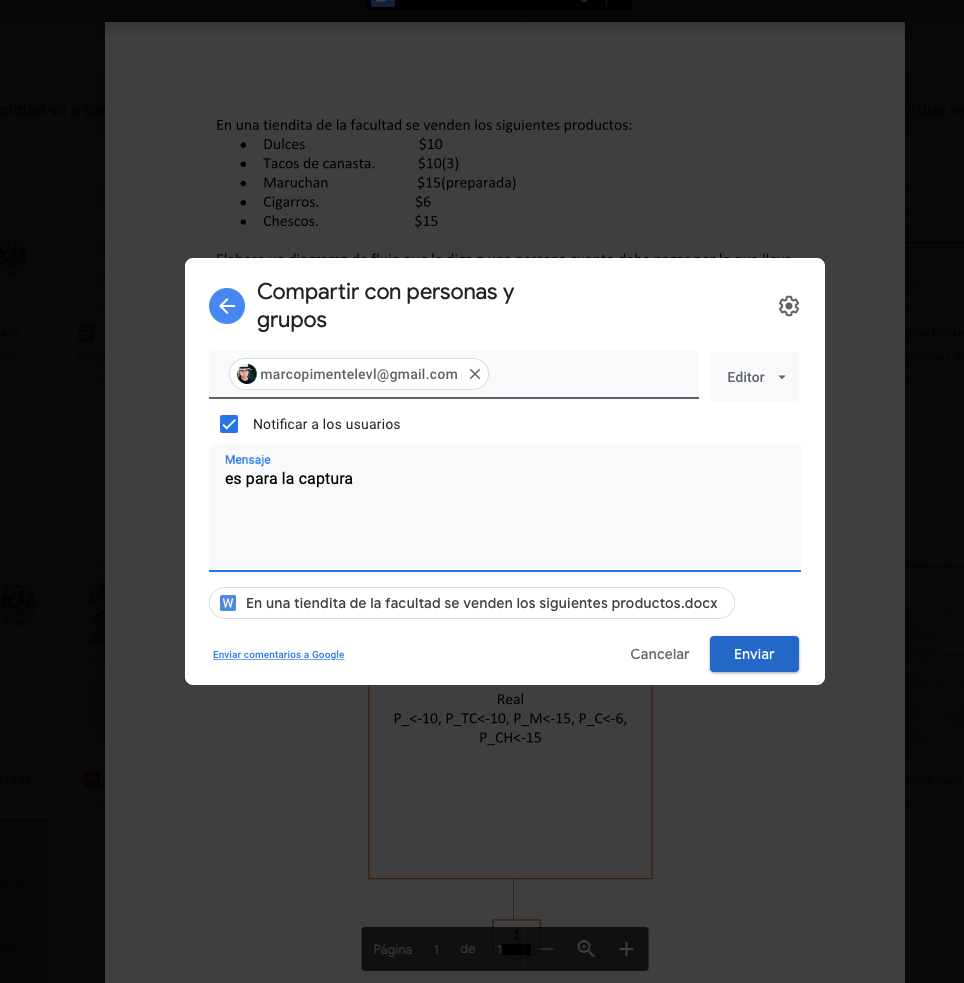 En una tiendita de la facultad se venden los siguientes productos:
• Dulces $10
• Tacos de canasta. $10(3)
• Maruchan $15(preparada)
• Cigarros. $6
• Chescos. $15
Compartir con personas y
grupos
marcopimentelevl@gmail.com
Editor
Notificar a los usuarios
Mensaje
es para la captura
W En una tiendita de la facultad se venden los siguientes productos.docx
Enviar comentarios a Google
Cancelar
Enviar
Real
P_<-10, P_TC<-10, P_M<-15, P_C<-6,
P_CH<-15
1
Página 1 de 1